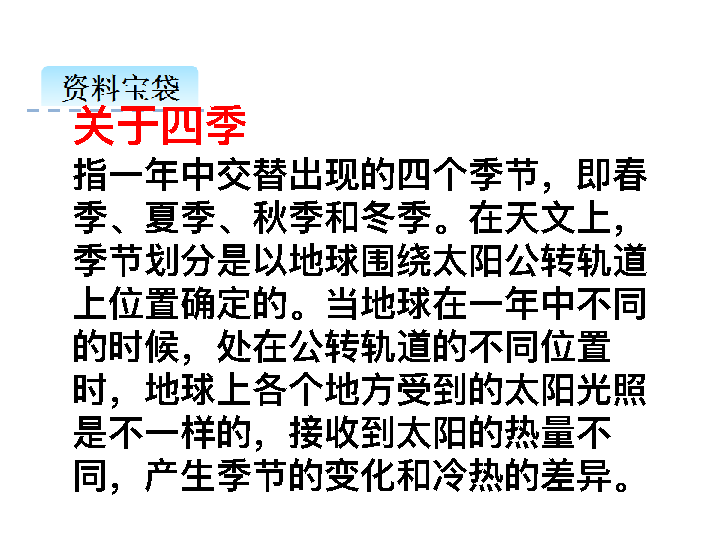 资料宝袋
关于四季
指一年中交替出现的四个季节，即春
季、夏季、秋季和冬季。在天文上，
季节划分是以地球围绕太阳公转轨道
上位置确定的。当地球在一年中不同
的时候，处在公转轨道的不同位置
时，地球上各个地方受到的太阳光照
是不一样的，接收到太阳的热量不
同，产生季节的变化和冷热的差异。